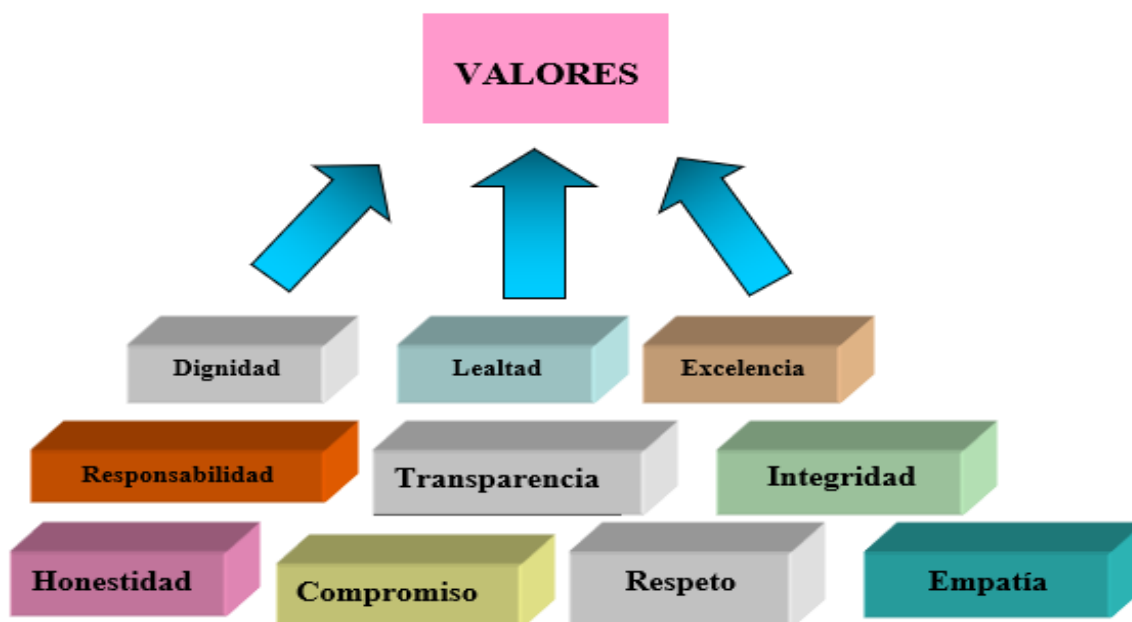 VALORES
Dignidad
Lealtad
Excelencia
Responsabilidad
Transparencia
Integridad
Honestidad
Compromiso
Respeto
Empatía